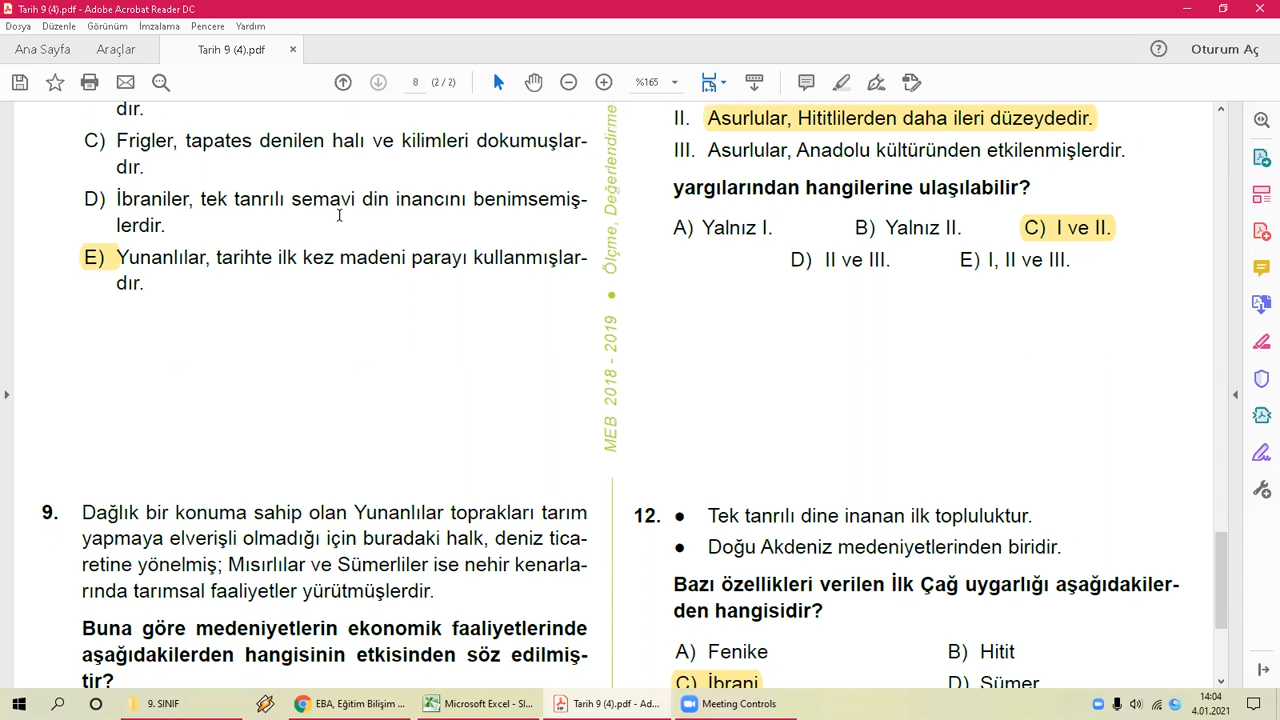 Tarih 9 (4).pdf - Adobe Acrobat Reader DC
Dosya Düzenle Görünüm İmzalama Pencere Yardım
Ana Sayfa Araçlar Tarih 9 (4).pdf × Oturum Aç
8 (2 / 2) %165
dır.
C) Frigler, tapates denilen halı ve kilimleri dokumuşlar-
dır.
D) İbraniler, tek tanrılı semavi din inancını benimsemiş-
lerdir.
E) Yunanlılar, tarihte ilk kez madeni parayı kullanmışlar-
dır.
9. Dağlık bir konuma sahip olan Yunanlılar toprakları tarım
yapmaya elverişli olmadığı için buradaki halk, deniz tica-
retine yönelmiş; Mısırlılar ve Sümerliler ise nehir kenarla-
rında tarımsal faaliyetler yürütmüşlerdir.
Buna göre medeniyetlerin ekonomik faaliyetlerinde
aşağıdakilerden hangisinin etkisinden söz edilmiş-
tir?
MEB 2018 - 2019 ● Ölçme, Değerlendirme
II. Asurlular, Hititlilerden daha ileri düzeydedir.
III. Asurlular, Anadolu kültüründen etkilenmişlerdir.
yargılarından hangilerine ulaşılabilir?
A) Yalnız I. B) Yalnız II. C) I ve II.
D) II ve III. E) I, II ve III.
12. ● Tek tanrılı dine inanan ilk topluluktur.
● Doğu Akdeniz medeniyetlerinden biridir.
Bazı özellikleri verilen İlk Çağ uygarlığı aşağıdakiler-
den hangisidir?
A) Fenike B) Hitit
C) İbrani D) Sümer
9. SINIF EBA, Eğitim Bilişim ... Microsoft Excel - SI... Tarih 9 (4).pdf - Ad... Meeting Controls
14:04
4.01.2021